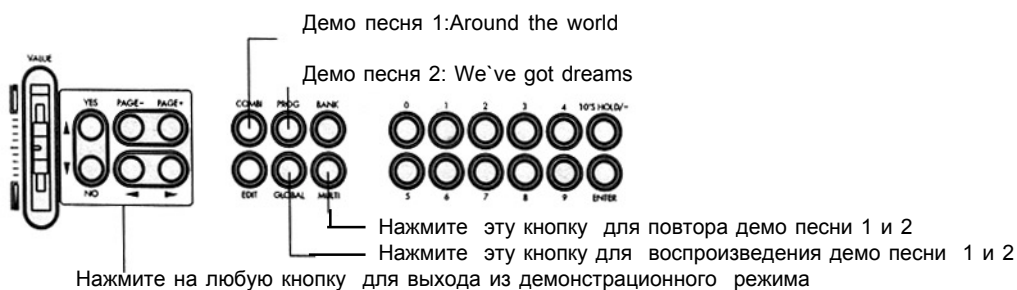 Демо песня 1:Around the world
Демо песня 2: We`ve got dreams
VALUE
YES PAGE- PAGE+
COMBI PROG BANK
0 1 2 3 4 10'S HOLD/-
NO
EDIT GLOBAL MULTI
5 6 7 8 9 ENTER
Нажмите эту кнопку для повтора демо песни 1 и 2
Нажмите эту кнопку для воспроизведения демо песни 1 и 2
Нажмите на любую кнопку для выхода из демонстрационного режима